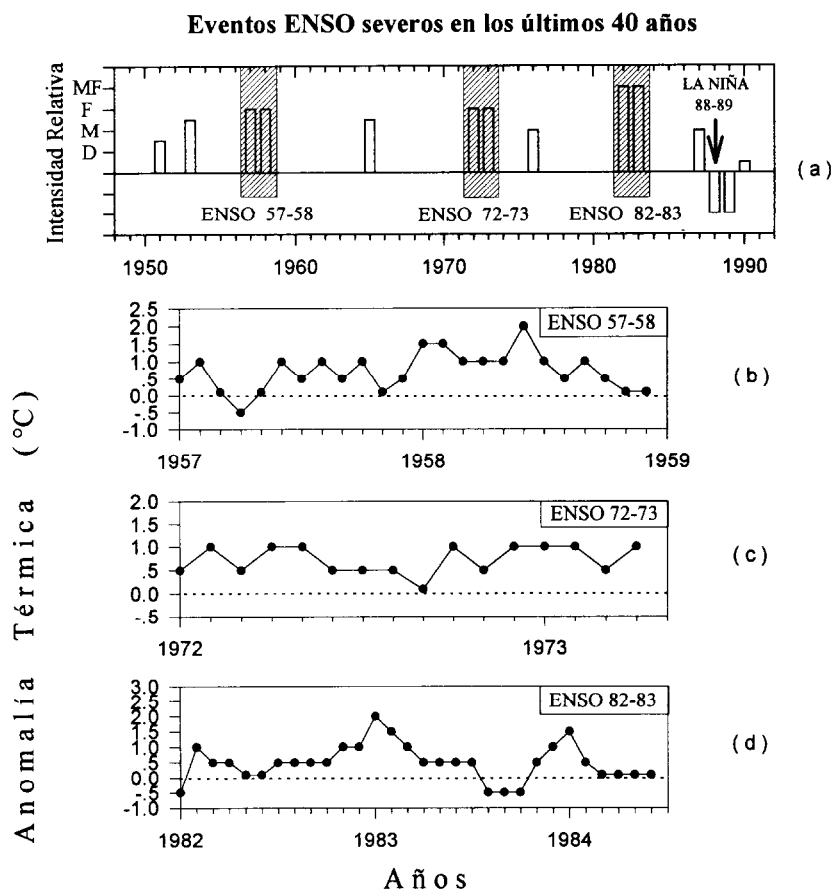 Eventos ENSO severos en los últimos 40 años
Intensidad Relativa
MF
F
M
D
LA NIÑA
88-89
ENSO 57-58
ENSO 72-73
ENSO 82-83
(a)
1950
1960
1970
1980
1990
Anomalía Térmica (°C)
2.5
2.0
1.5
1.0
.5
0.0
-.5
-1.0
ENSO 57-58
(b)
1957
1958
1959
2.0
1.5
1.0
.5
0.0
-.5
ENSO 72-73
(c)
1972
1973
3.0
2.5
2.0
1.5
1.0
.5
0.0
-.5
-1.0
ENSO 82-83
(d)
1982
1983
1984
Años